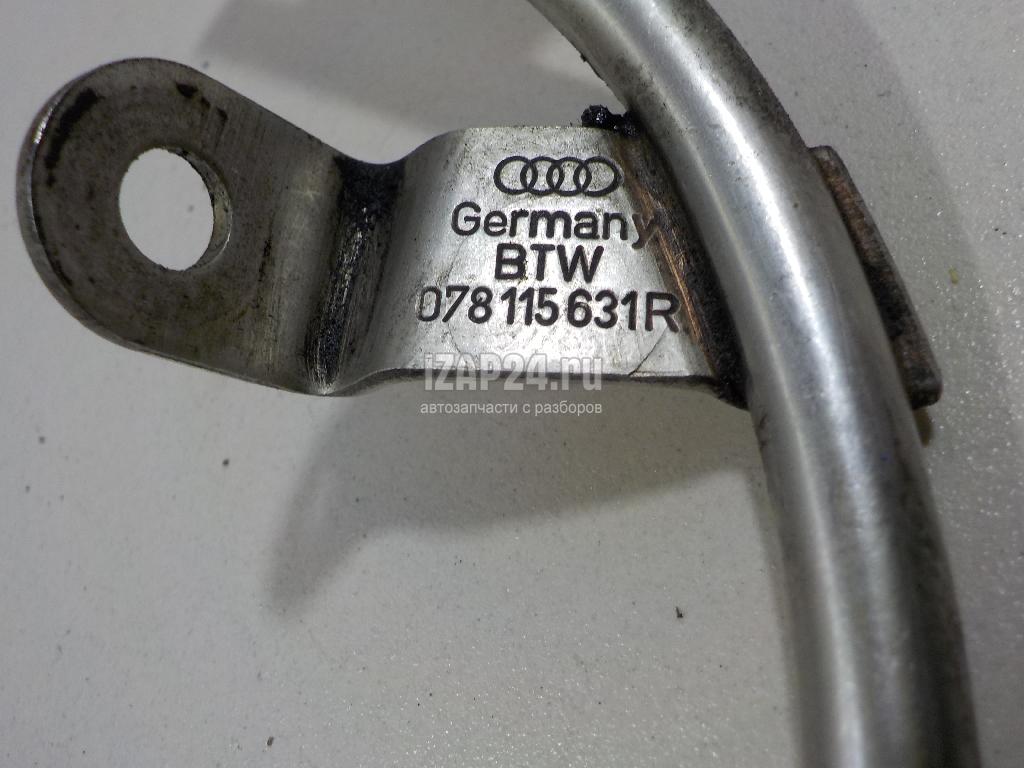 Germany
BTW
078 115 631R
iZAP24.ru
автозапчасти с разборов